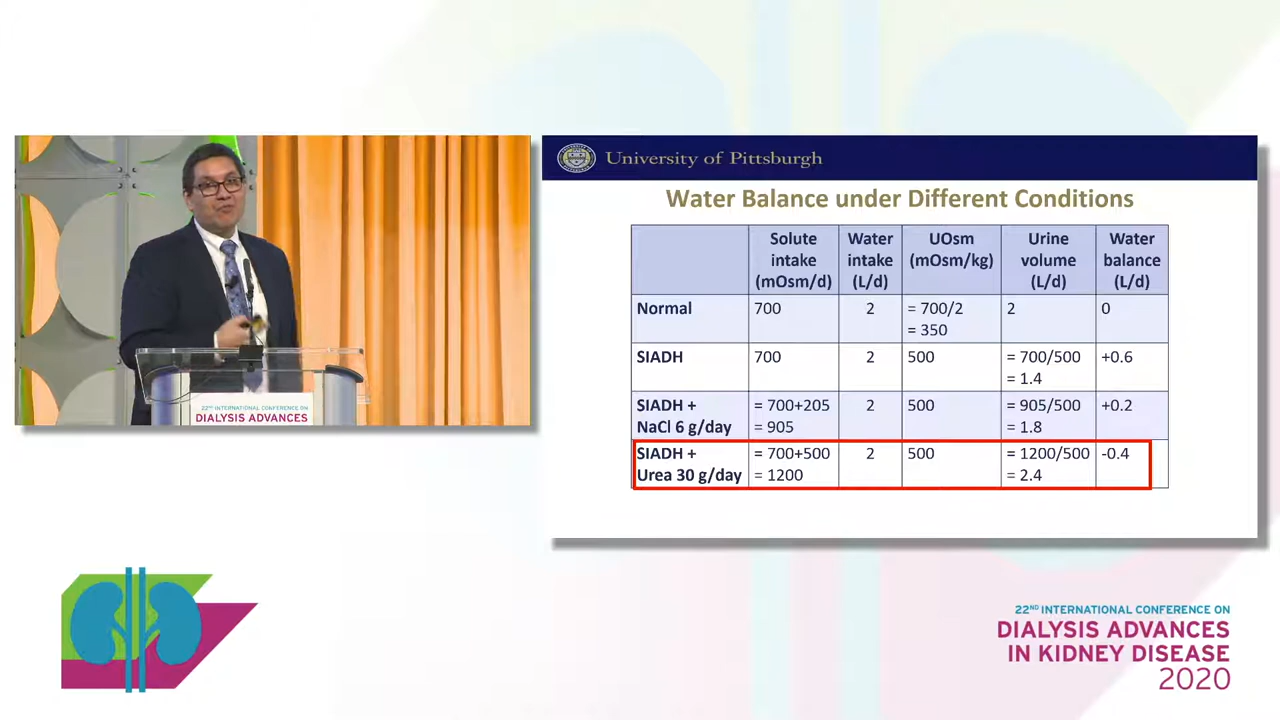 University of Pittsburgh
Water Balance under Different Conditions
Solute intake (mOsm/d) Water intake (L/d) UOsm (mOsm/kg) Urine volume (L/d) Water balance (L/d)
Normal 700 2 = 700/2 = 350 2 0
SIADH 700 2 500 = 700/500 = 1.4 +0.6
SIADH + NaCl 6 g/day = 700+205 = 905 2 500 = 905/500 = 1.8 +0.2
SIADH + Urea 30 g/day = 700+500 = 1200 2 500 = 1200/500 = 2.4 -0.4
22ND INTERNATIONAL CONFERENCE ON
DIALYSIS ADVANCES
22ND INTERNATIONAL CONFERENCE ON
DIALYSIS ADVANCES
IN KIDNEY DISEASE
2020